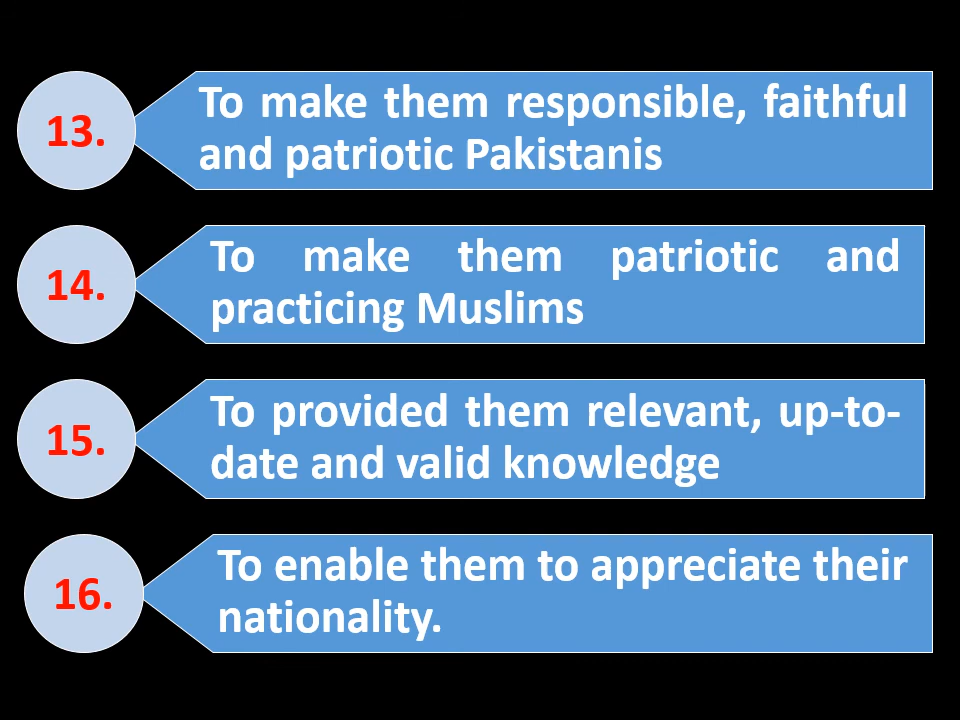 13.
To make them responsible, faithful
and patriotic Pakistanis
14.
To make them patriotic and
practicing Muslims
15.
To provided them relevant, up-to-
date and valid knowledge
16.
To enable them to appreciate their
nationality.